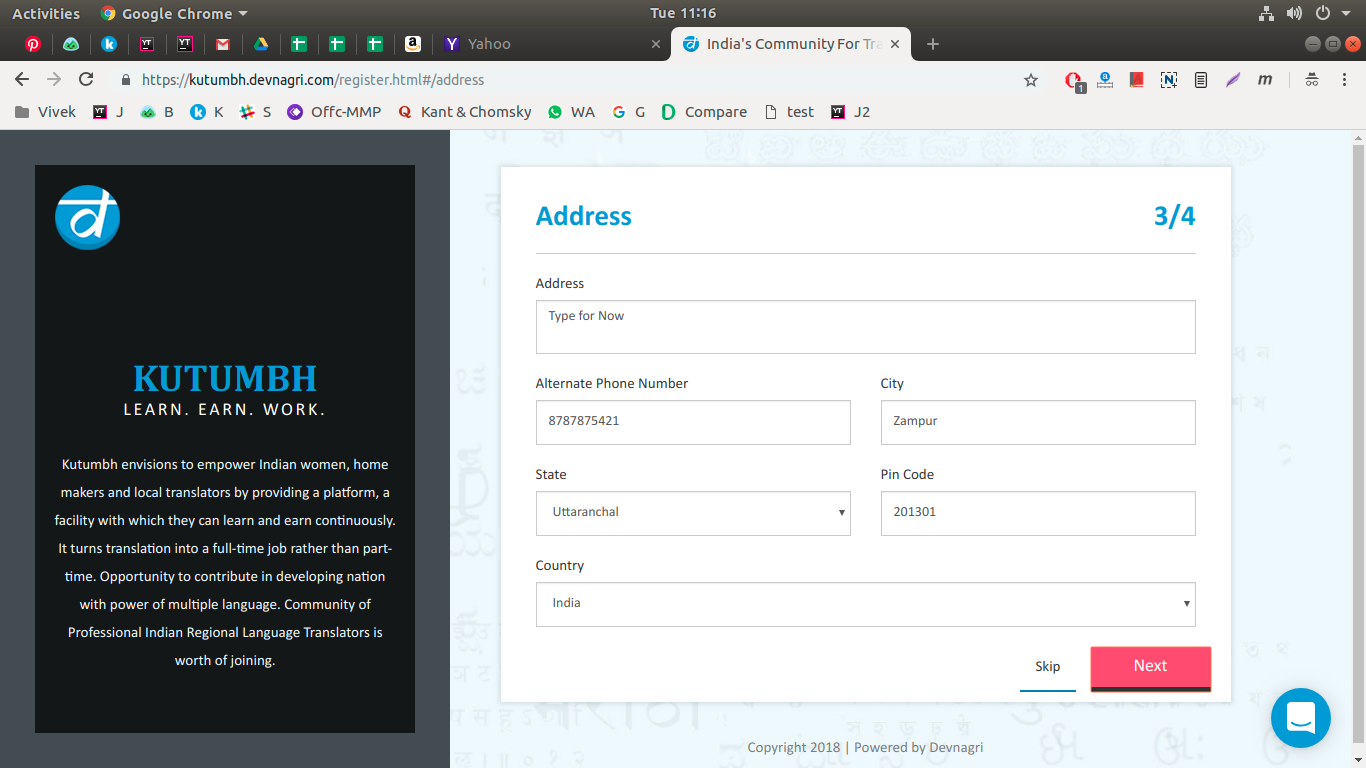 Activities Google Chrome Tue 11:16
Yahoo India's Community For Tra
https://kutumbh.devnagri.com/register.html#/address
Vivek J B K S Offc-MMP Kant & Chomsky WA G Compare test J2
KUTUMBH
LEARN. EARN. WORK.
Kutumbh envisions to empower Indian women, home
makers and local translators by providing a platform, a
facility with which they can learn and earn continuously.
It turns translation into a full-time job rather than part-
time. Opportunity to contribute in developing nation
with power of multiple language. Community of
Professional Indian Regional Language Translators is
worth of joining.
Address 3/4
Address
Type for Now
Alternate Phone Number City
8787875421 Zampur
State Pin Code
Uttaranchal 201301
Country
India
Skip Next
Copyright 2018 | Powered by Devnagri